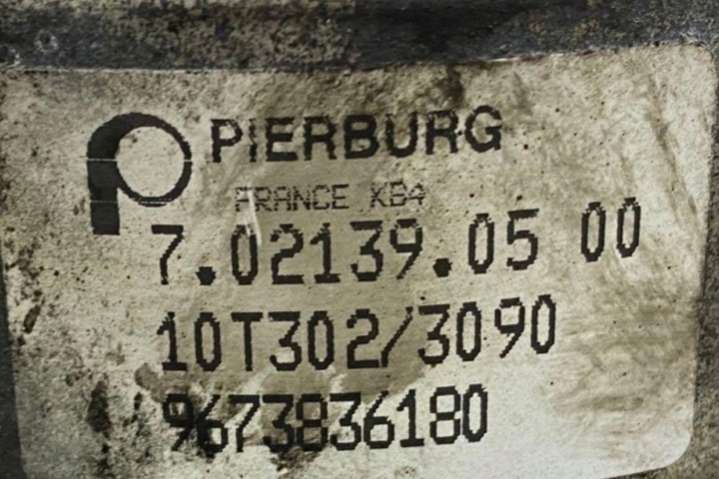 PIERBURG
FRANCE KB4
7.02139.05 00
10T302/3090
9673836180